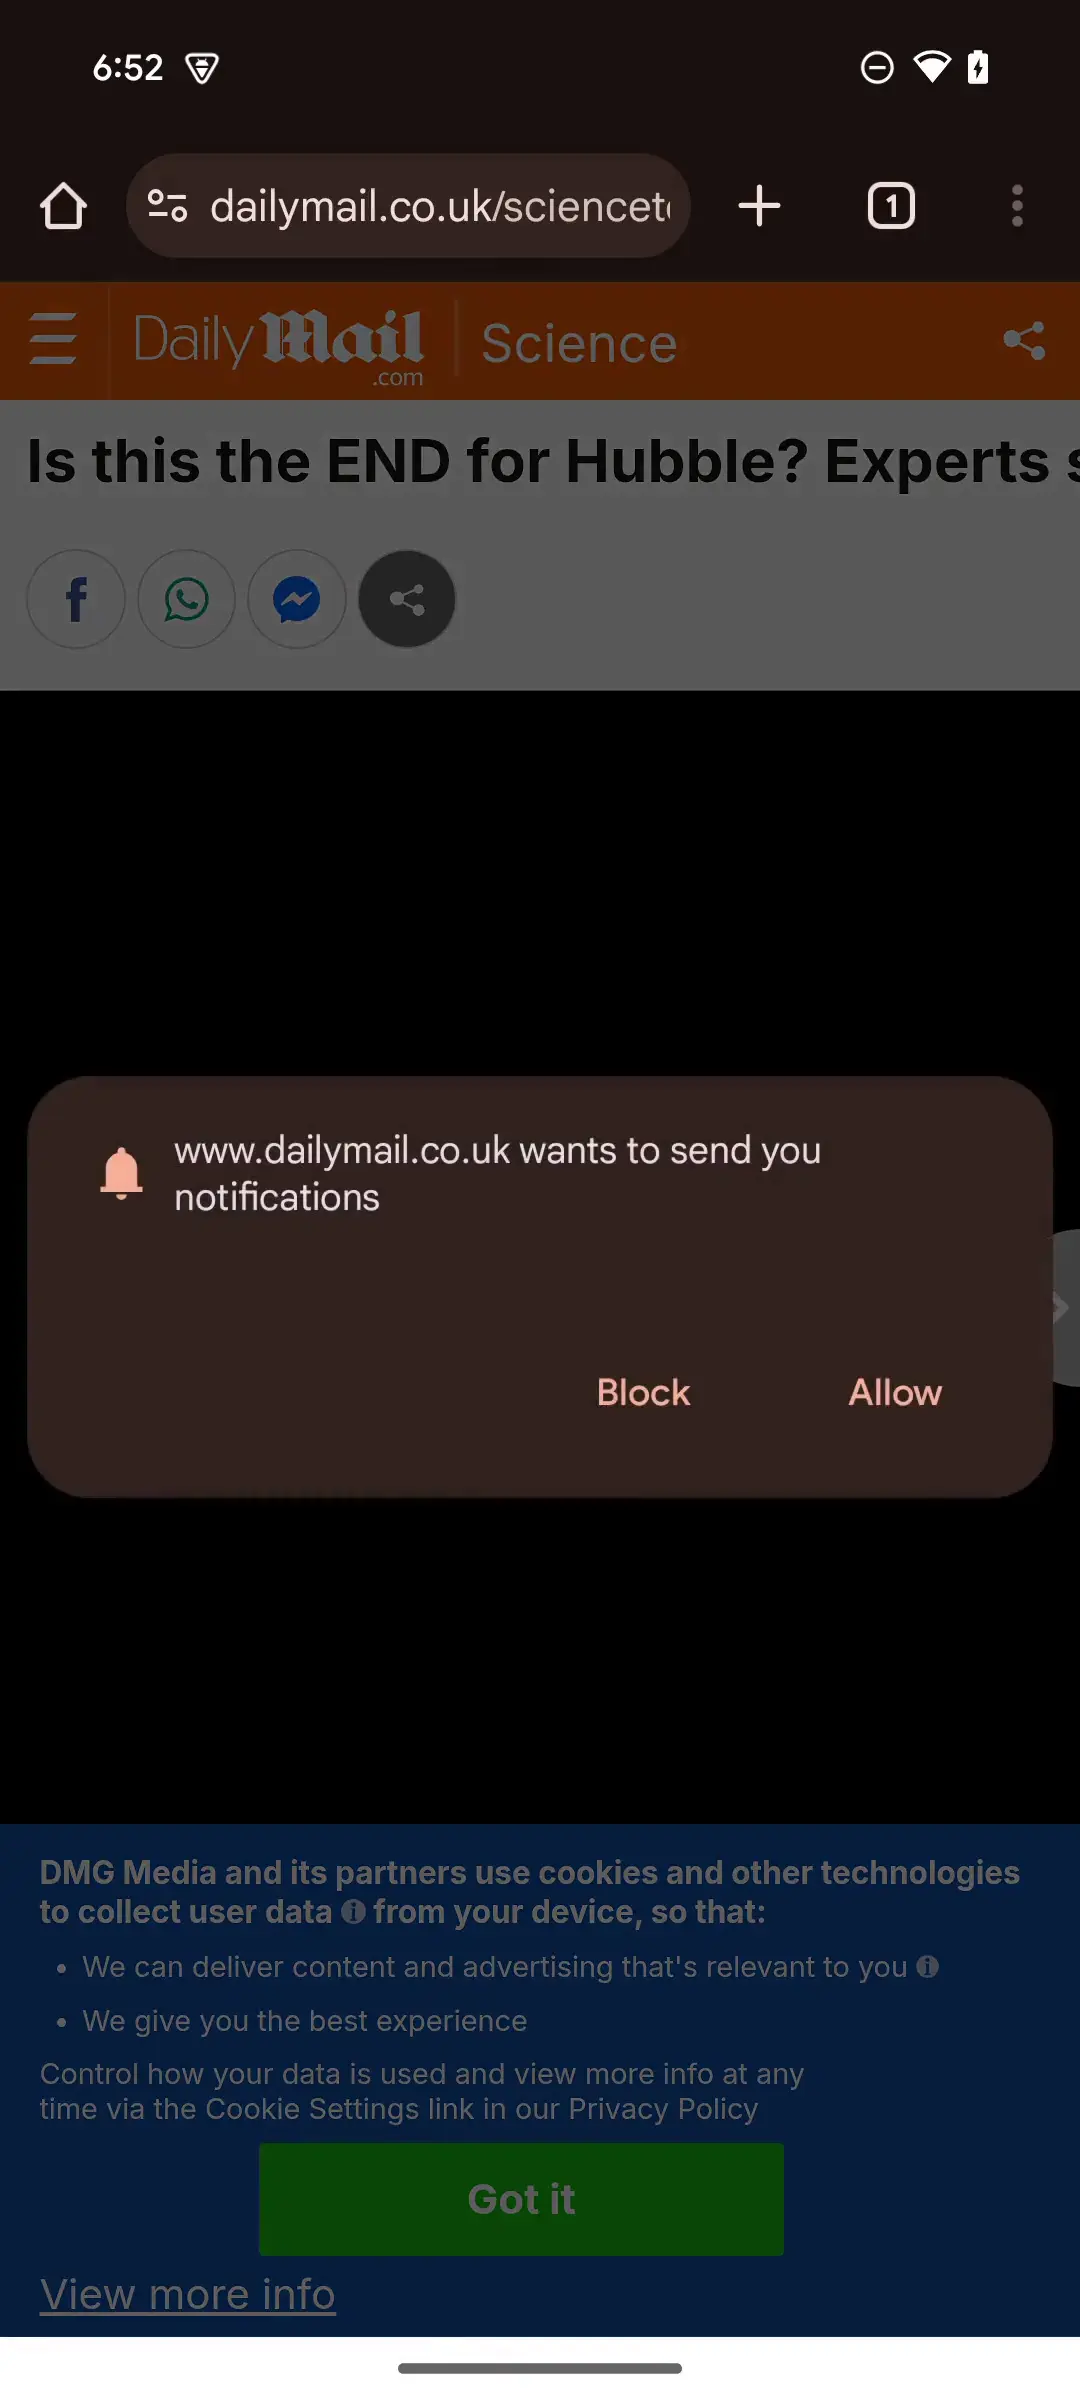 6:52
dailymail.co.uk/sciencet
1
Daily Mail
.com
Science
Is this the END for Hubble? Experts
www.dailymail.co.uk wants to send you
notifications
Block Allow
DMG Media and its partners use cookies and other technologies
to collect user data from your device, so that:
• We can deliver content and advertising that's relevant to you
• We give you the best experience
Control how your data is used and view more info at any
time via the Cookie Settings link in our Privacy Policy
Got it
View more info